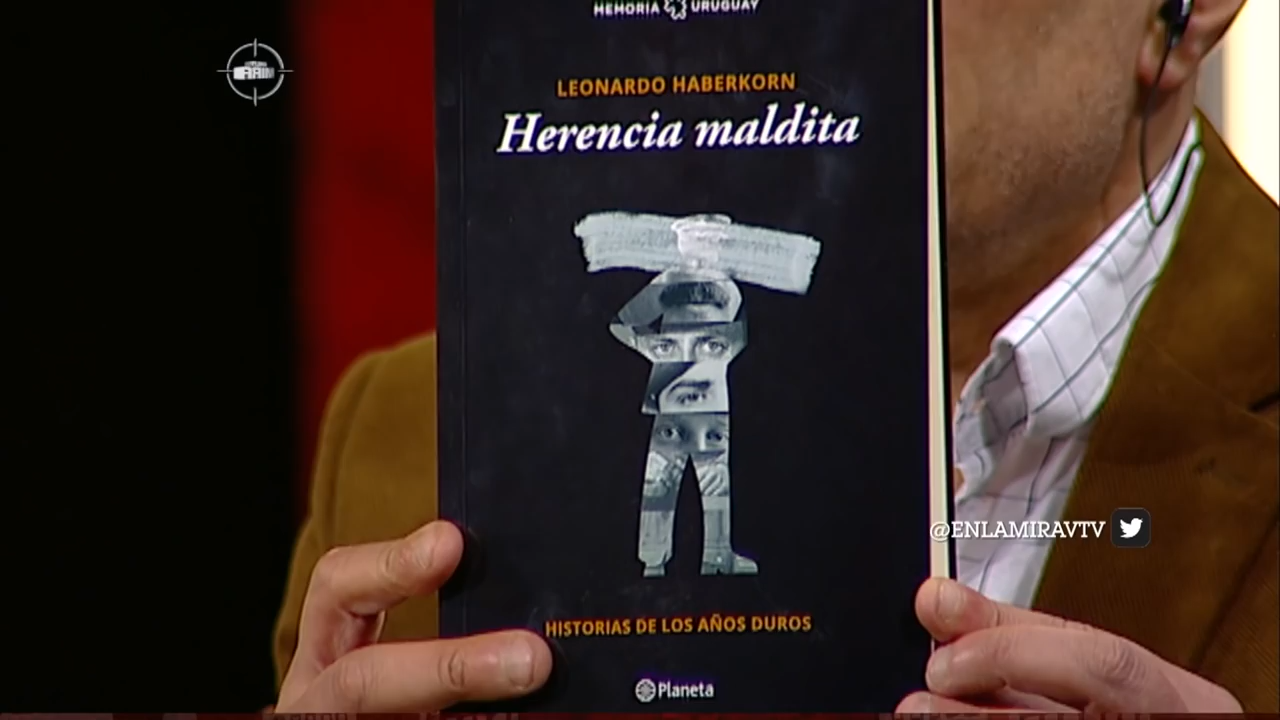 MEMORIA URUGUAY
LEONARDO HABERKORN
Herencia maldita
@ENLAMIRAVTV
HISTORIAS DE LOS AÑOS DUROS
Planeta